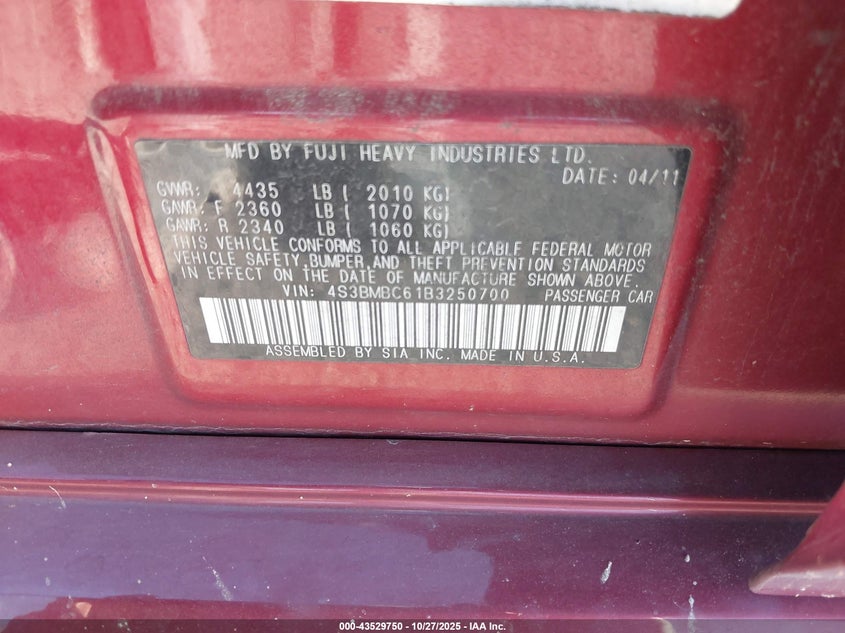 MFD BY FUJI HEAVY INDUSTRIES LTD.
DATE: 04/11
GVWR: 4435 LB ( 2010 KG)
GAWR: F 2360 LB ( 1070 KG)
GAWR: R 2340 LB ( 1060 KG)
THIS VEHICLE CONFORMS TO ALL APPLICABLE FEDERAL MOTOR
VEHICLE SAFETY, BUMPER, AND THEFT PREVENTION STANDARDS
IN EFFECT ON THE DATE OF MANUFACTURE SHOWN ABOVE.
VIN: 4S3BMBC61B3250700 PASSENGER CAR
ASSEMBLED BY SIA INC. MADE IN U.S.A.
000-43529750 | 10/27/2025 - IAA Inc.